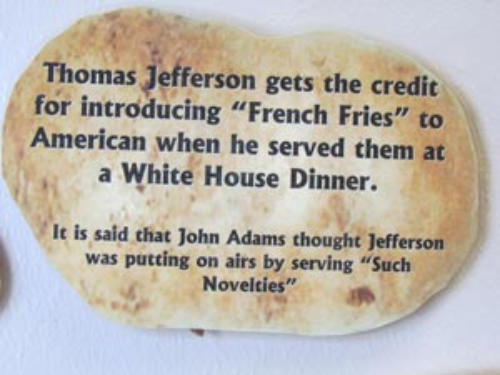 Thomas Jefferson gets the credit
for introducing “French Fries” to
American when he served them at
a White House Dinner.
It is said that John Adams thought Jefferson
was putting on airs by serving “Such
Novelties”